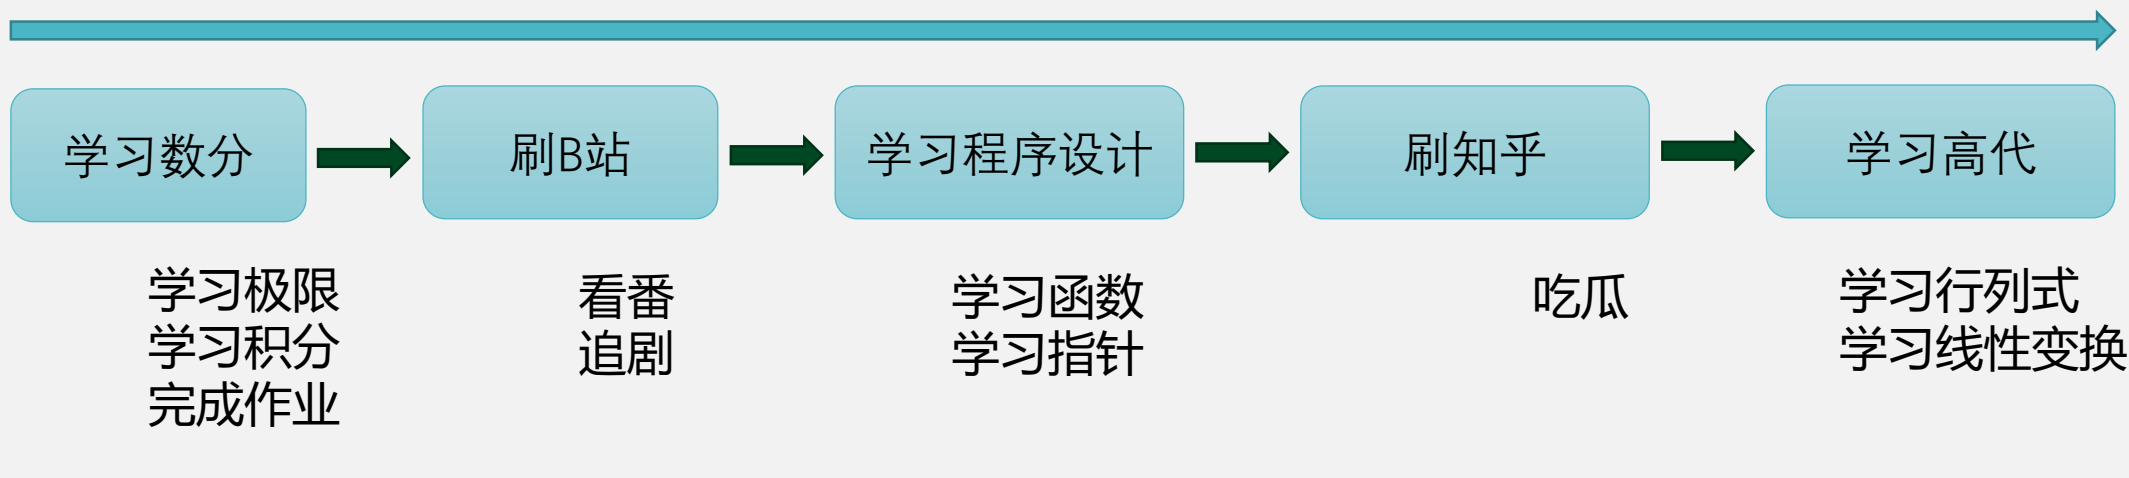 学习数分
刷B站
学习程序设计
刷知乎
学习高代
学习极限
学习积分
完成作业
看番
追剧
学习函数
学习指针
吃瓜
学习行列式
学习线性变换